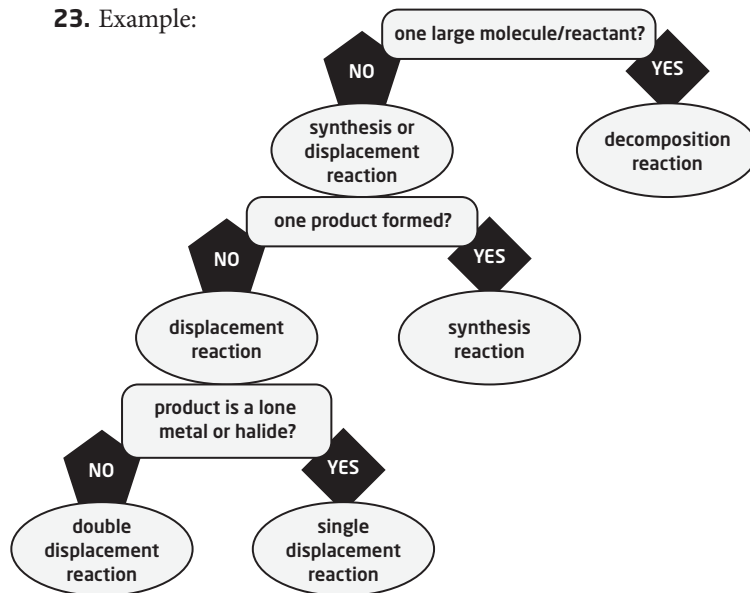 23. Example:
one large molecule/reactant?
NO
YES
synthesis or
displacement
reaction
decomposition
reaction
one product formed?
NO
YES
displacement
reaction
synthesis
reaction
product is a lone
metal or halide?
NO
YES
double
displacement
reaction
single
displacement
reaction